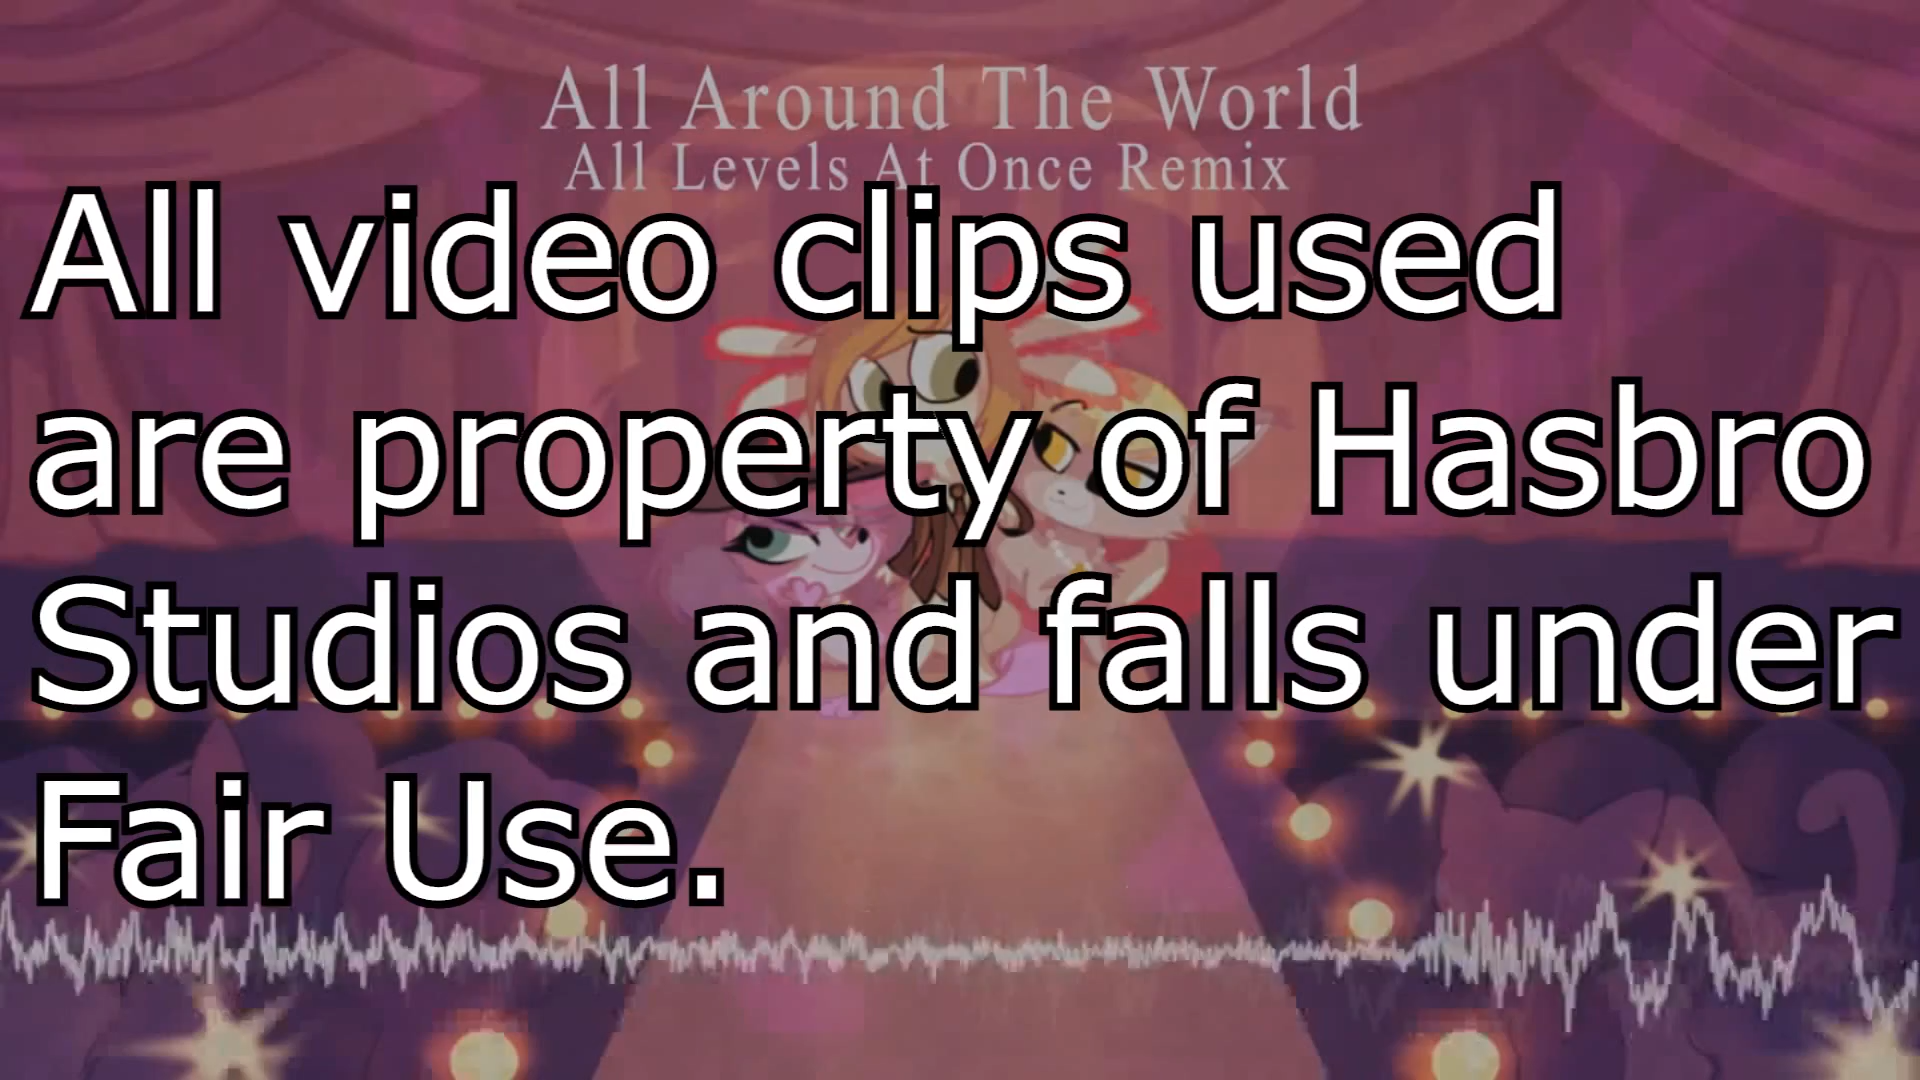 All Around The World
All Levels At Once Remix
All video clips used
are property of Hasbro
Studios and falls under
Fair Use.